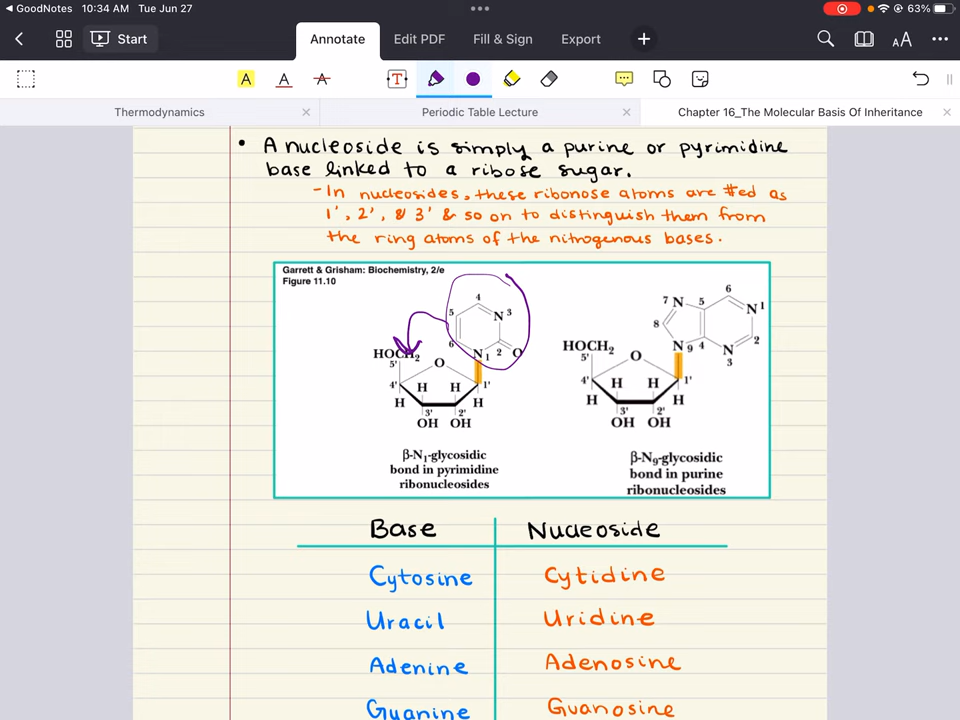 GoodNotes 10:34 AM Tue Jun 27 63%
Start Annotate Edit PDF Fill & Sign Export
A A A T AA
Thermodynamics Periodic Table Lecture Chapter 16_The Molecular Basis Of Inheritance
• A nucleoside is simply a purine or pyrimidine
base linked to a ribose sugar.
- In nucleosides, these ribonose atoms are #ed as
1', 2', & 3' & so on to distinguish them from
the ring atoms of the nitrogenous bases.
Garrett & Grisham: Biochemistry, 2/e
Figure 11.10
4
5 N 3
6 N 1 2 O
HOCH2 O
5'
4' H H 1'
H 3' 2' H
OH OH
β-N1-glycosidic
bond in pyrimidine
ribonucleosides
6
7 N 5 N 1
8 2
N 9 4 N
3
HOCH2 O
5'
4' H H 1'
H 3' 2' H
OH OH
β-N9-glycosidic
bond in purine
ribonucleosides
Base Nucleoside
Cytosine Cytidine
Uracil Uridine
Adenine Adenosine
Guanine Guanosine